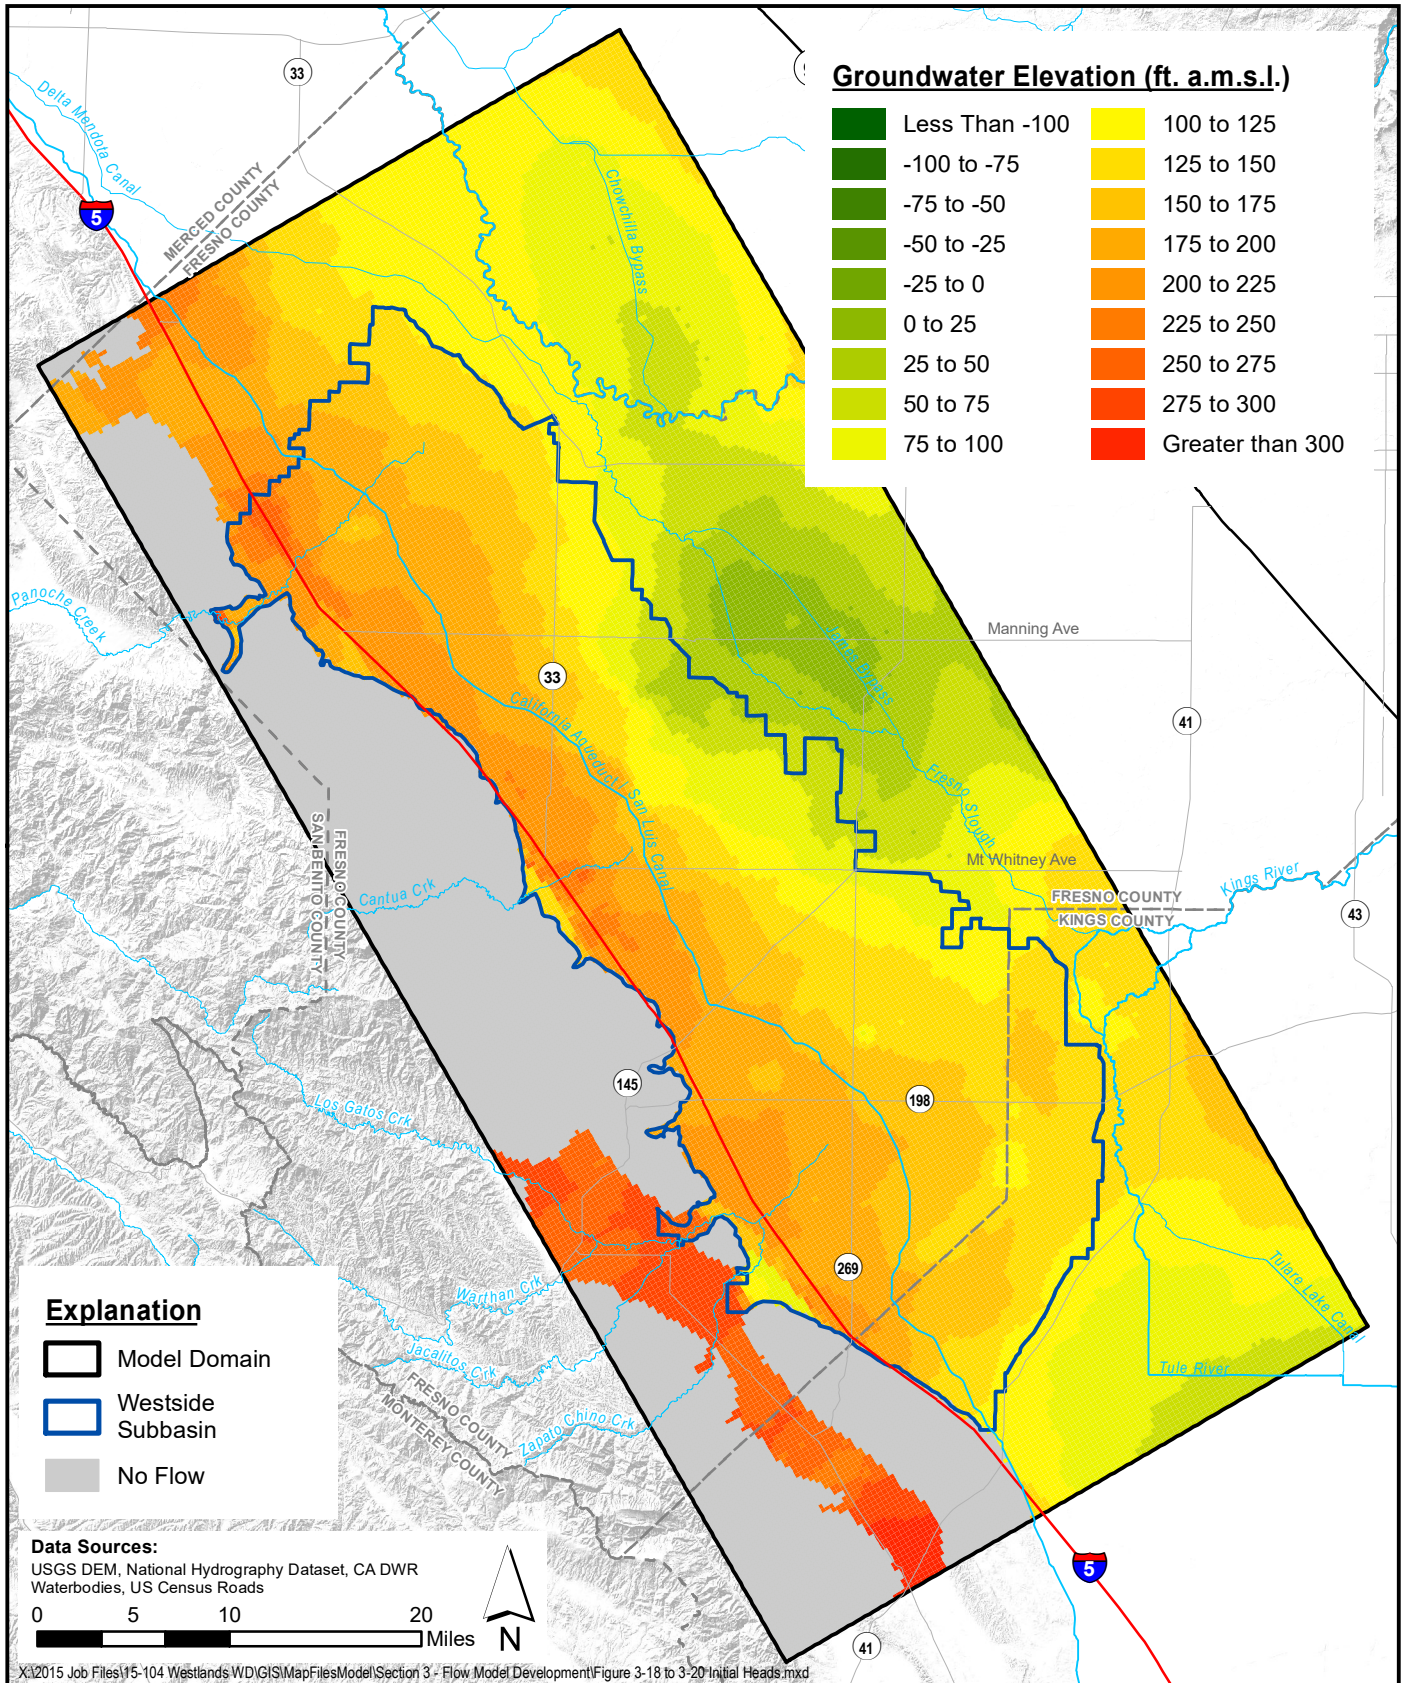 Groundwater Elevation (ft. a.m.s.l.)
Less Than -100
-100 to -75
-75 to -50
-50 to -25
-25 to 0
0 to 25
25 to 50
50 to 75
75 to 100
100 to 125
125 to 150
150 to 175
175 to 200
200 to 225
225 to 250
250 to 275
275 to 300
Greater than 300
33
Delta Mendota Canal
5
MERCED COUNTY
FRESNO COUNTY
Chowchilla Bypass
Panoche Creek
Manning Ave
James Bypass
33
41
California Aqueduct / San Luis Canal
Fresno Slough
SAN BENITO COUNTY
FRESNO COUNTY
Mt Whitney Ave
Kings River
Cantua Crk
FRESNO COUNTY
KINGS COUNTY
43
145
Los Gatos Crk
198
269
Tulare Lake Canal
Warthan Crk
Jacalitos Crk
Tule River
FRESNO COUNTY
MONTEREY COUNTY
Zapato Chino Crk
5
41
Explanation
Model Domain
Westside
Subbasin
No Flow
Data Sources:
USGS DEM, National Hydrography Dataset, CA DWR
Waterbodies, US Census Roads
0 5 10 20
Miles
N
X:\2015 Job Files\15-104 Westlands WD\GIS\MapFilesModel\Section 3 - Flow Model Development\Figure 3-18 to 3-20 Initial Heads.mxd